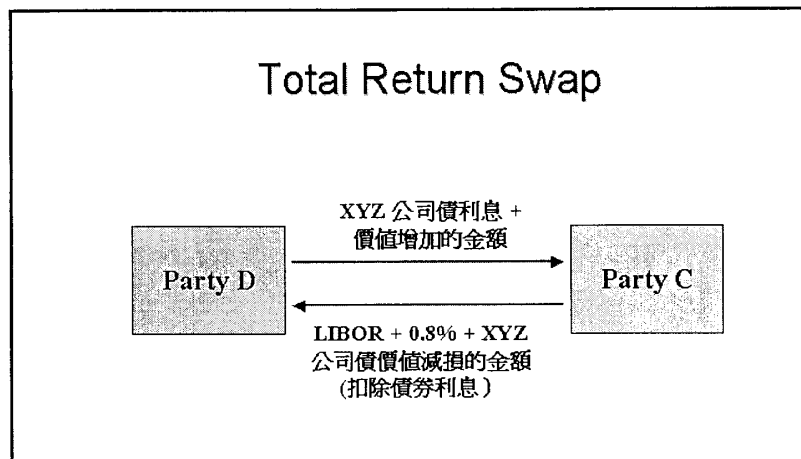 Total Return Swap
XYZ 公司債利息 +
價值增加的金額
Party D
Party C
LIBOR + 0.8% + XYZ
公司債價值減損的金額
(扣除債券利息)